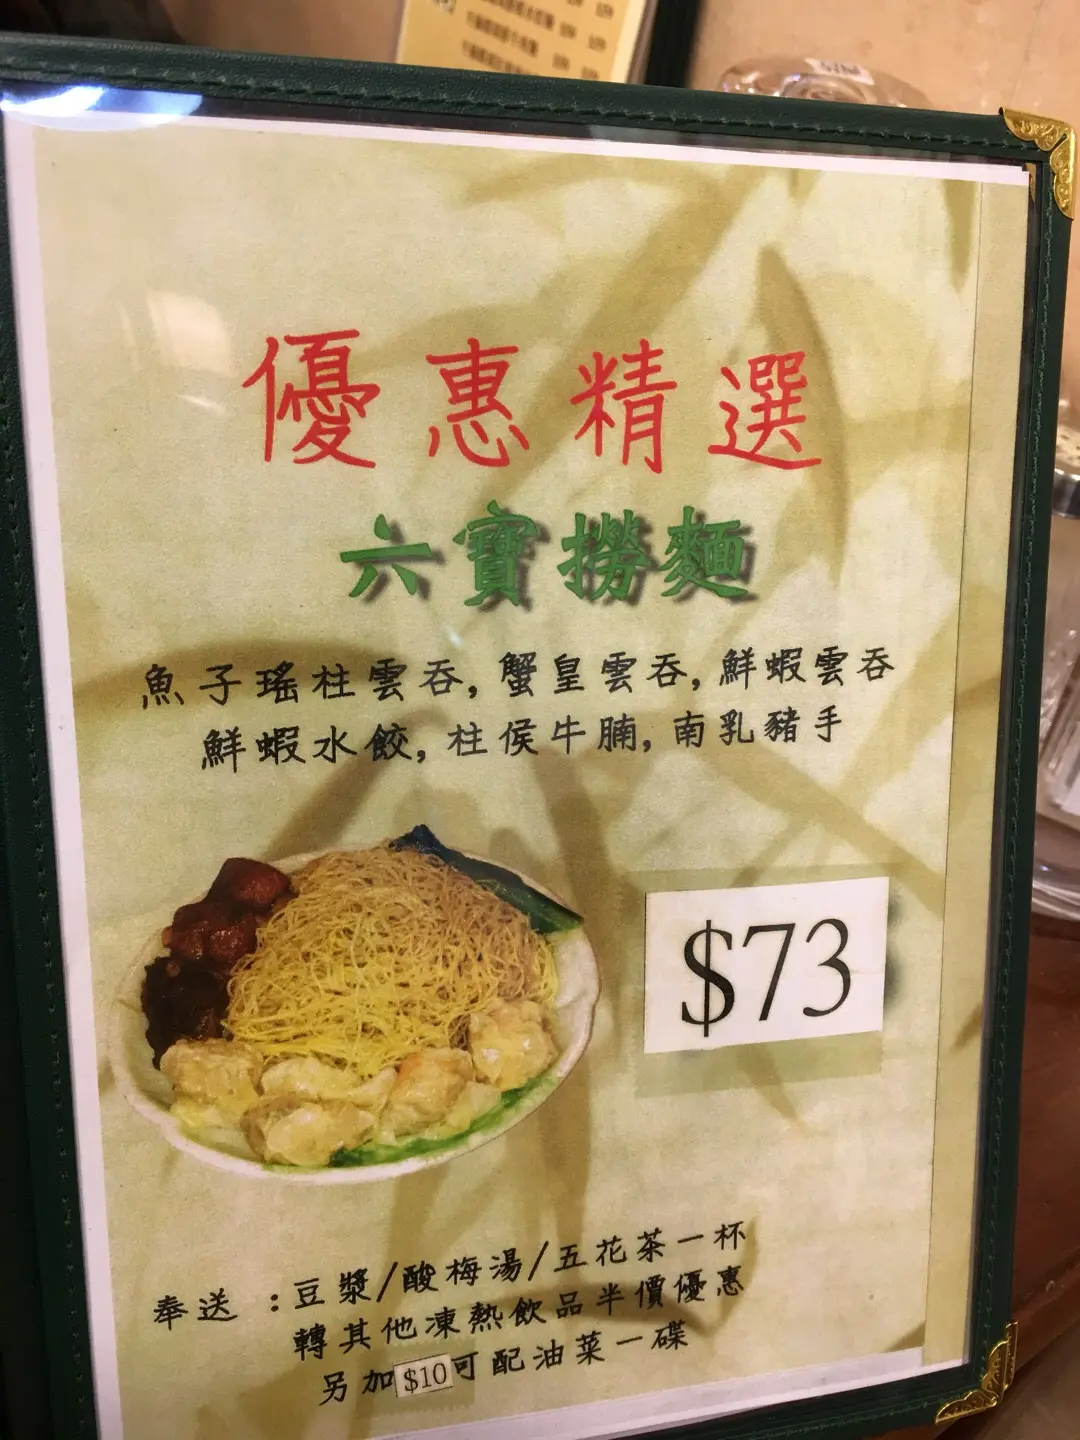 優惠精選
六寶撈麵
魚子瑤柱雲吞, 蟹皇雲吞, 鮮蝦雲吞
鮮蝦水餃, 柱侯牛腩, 南乳豬手
$73
奉送 :豆漿/酸梅湯/五花茶一杯
轉其他凍熱飲品半價優惠
另加$10可配油菜一碟